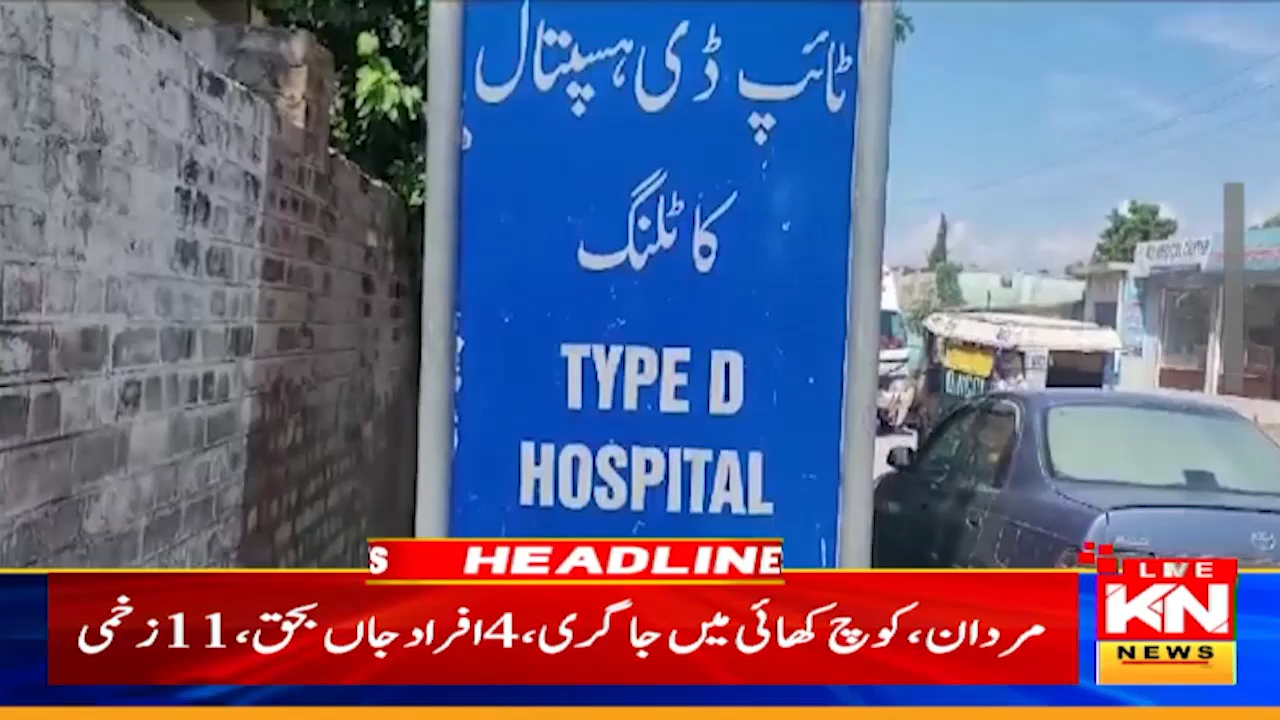 ٹائپ ڈی ہسپتال
کاٹلنگ
TYPE D
HOSPITAL
HEADLINE
مردان، کوچ کھائی میں جا گری، 4افراد جاں بحق، 11زخمی
LIVE
KN
NEWS